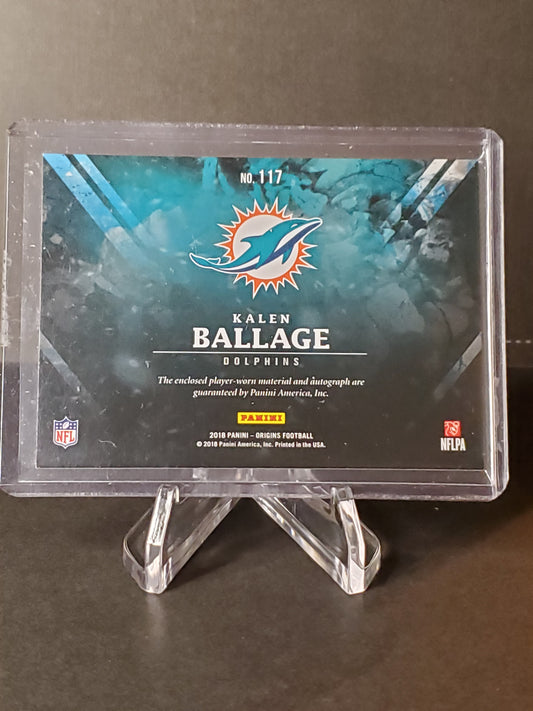 NO. 117
KALEN
BALLAGE
DOLPHINS
The enclosed player-worn material and autograph are
guaranteed by Panini America, Inc.
PANINI
2018 PANINI – ORIGINS FOOTBALL
© 2018 Panini America, Inc. Printed in the USA.
NFL
NFLPA